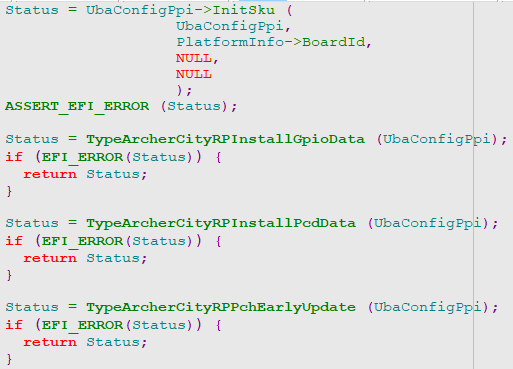 Status = UbaConfigPpi->InitSku (
                     UbaConfigPpi,
                     PlatformInfo->BoardId,
                     NULL,
                     NULL
                     );
ASSERT_EFI_ERROR (Status);

Status = TypeArcherCityRPInstallGpioData (UbaConfigPpi);
if (EFI_ERROR(Status)) {
  return Status;
}

Status = TypeArcherCityRPInstallPcdData (UbaConfigPpi);
if (EFI_ERROR(Status)) {
  return Status;
}

Status = TypeArcherCityRPPchEarlyUpdate (UbaConfigPpi);
if (EFI_ERROR(Status)) {
  return Status;
}